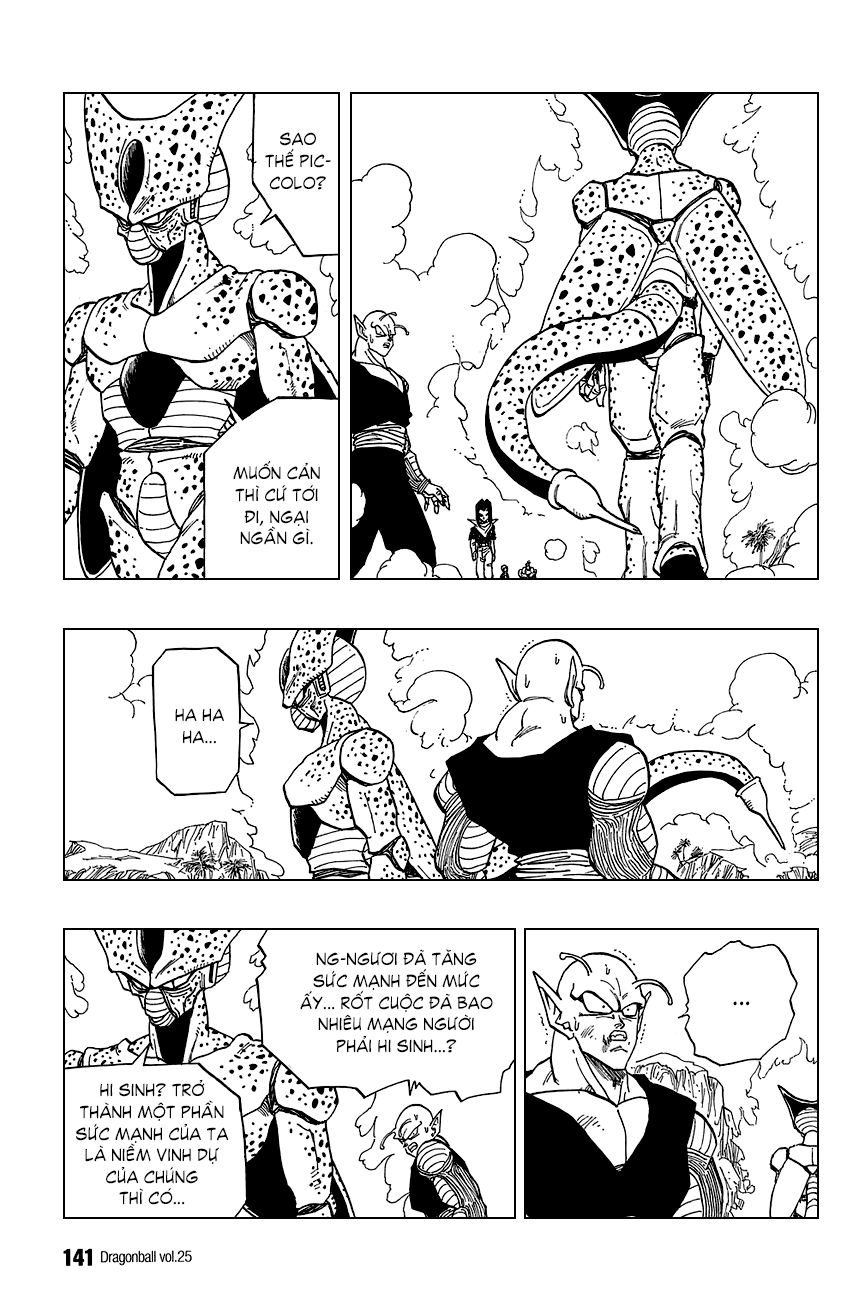 SAO
THẾ PIC-
COLO?
MUỐN CẢN
THÌ CỨ TỚI
ĐI, NGẠI
NGẦN GÌ.
HA HA
HA...
...
NG-NGƯƠI ĐÃ TĂNG
SỨC MẠNH ĐẾN MỨC
ẤY... RỐT CUỘC ĐÃ BAO
NHIÊU MẠNG NGƯỜI
PHẢI HI SINH...?
HI SINH? TRỞ
THÀNH MỘT PHẦN
SỨC MẠNH CỦA TA
LÀ NIỀM VINH DỰ
CỦA CHÚNG
THÌ CÓ...
141 Dragonball vol.25